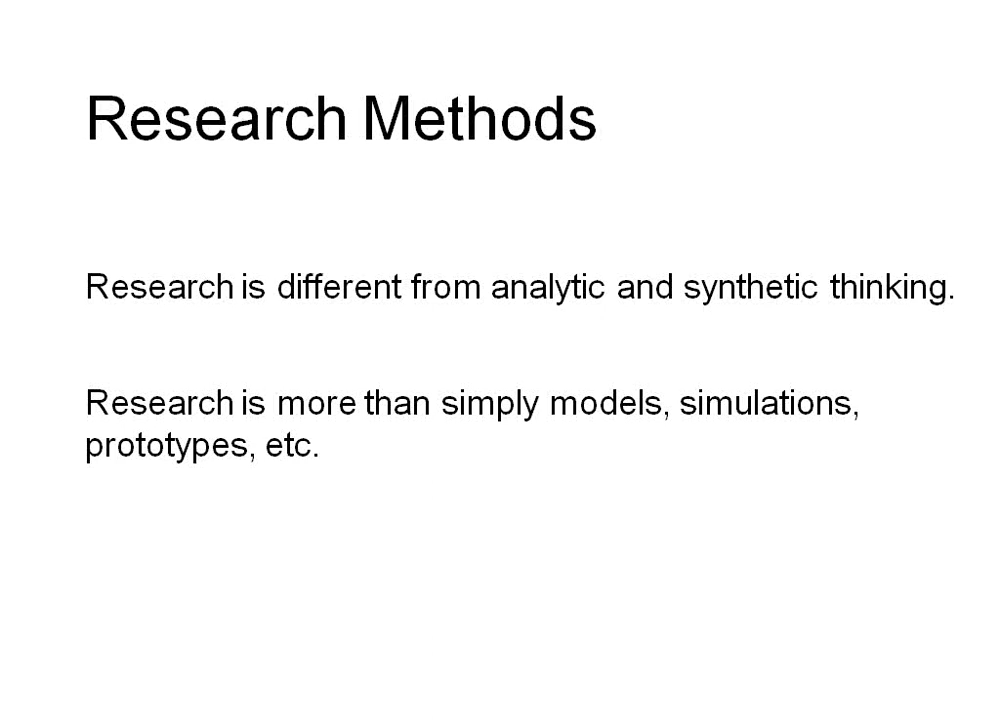 Research Methods
Research is different from analytic and synthetic thinking.
Research is more than simply models, simulations,
prototypes, etc.